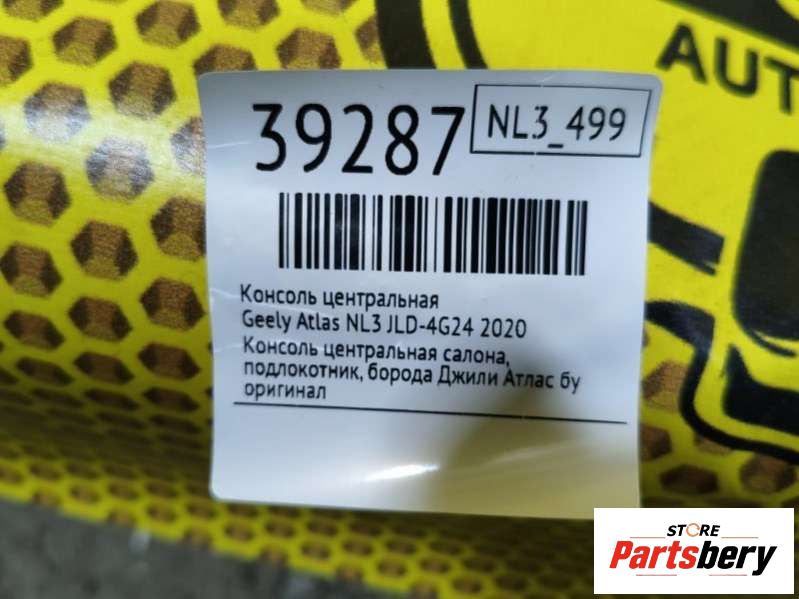 AUT
39287
NL3_499
Консоль центральная
Geely Atlas NL3 JLD-4G24 2020
Консоль центральная салона,
подлокотник, борода Джили Атлас бу
оригинал
STORE
Partsbery